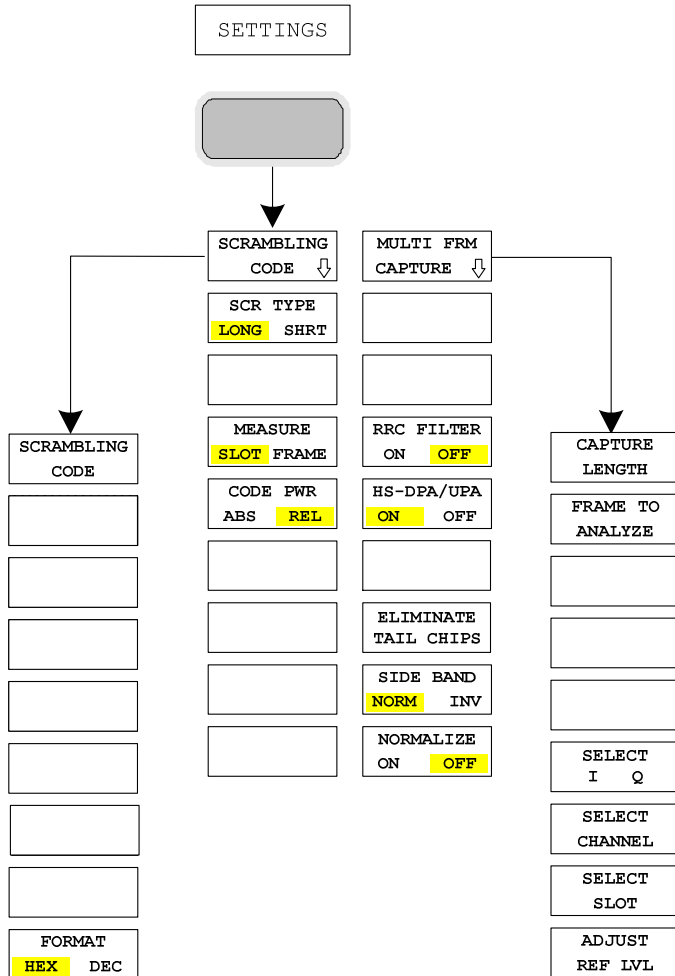 SETTINGS
SCRAMBLING
CODE ⇩
SCR TYPE
LONG SHRT
MEASURE
SLOT FRAME
CODE PWR
ABS REL
MULTI FRM
CAPTURE ⇩
RRC FILTER
ON OFF
HS-DPA/UPA
ON OFF
ELIMINATE
TAIL CHIPS
SIDE BAND
NORM INV
NORMALIZE
ON OFF
SCRAMBLING
CODE
FORMAT
HEX DEC
CAPTURE
LENGTH
FRAME TO
ANALYZE
SELECT
I Q
SELECT
CHANNEL
SELECT
SLOT
ADJUST
REF LVL